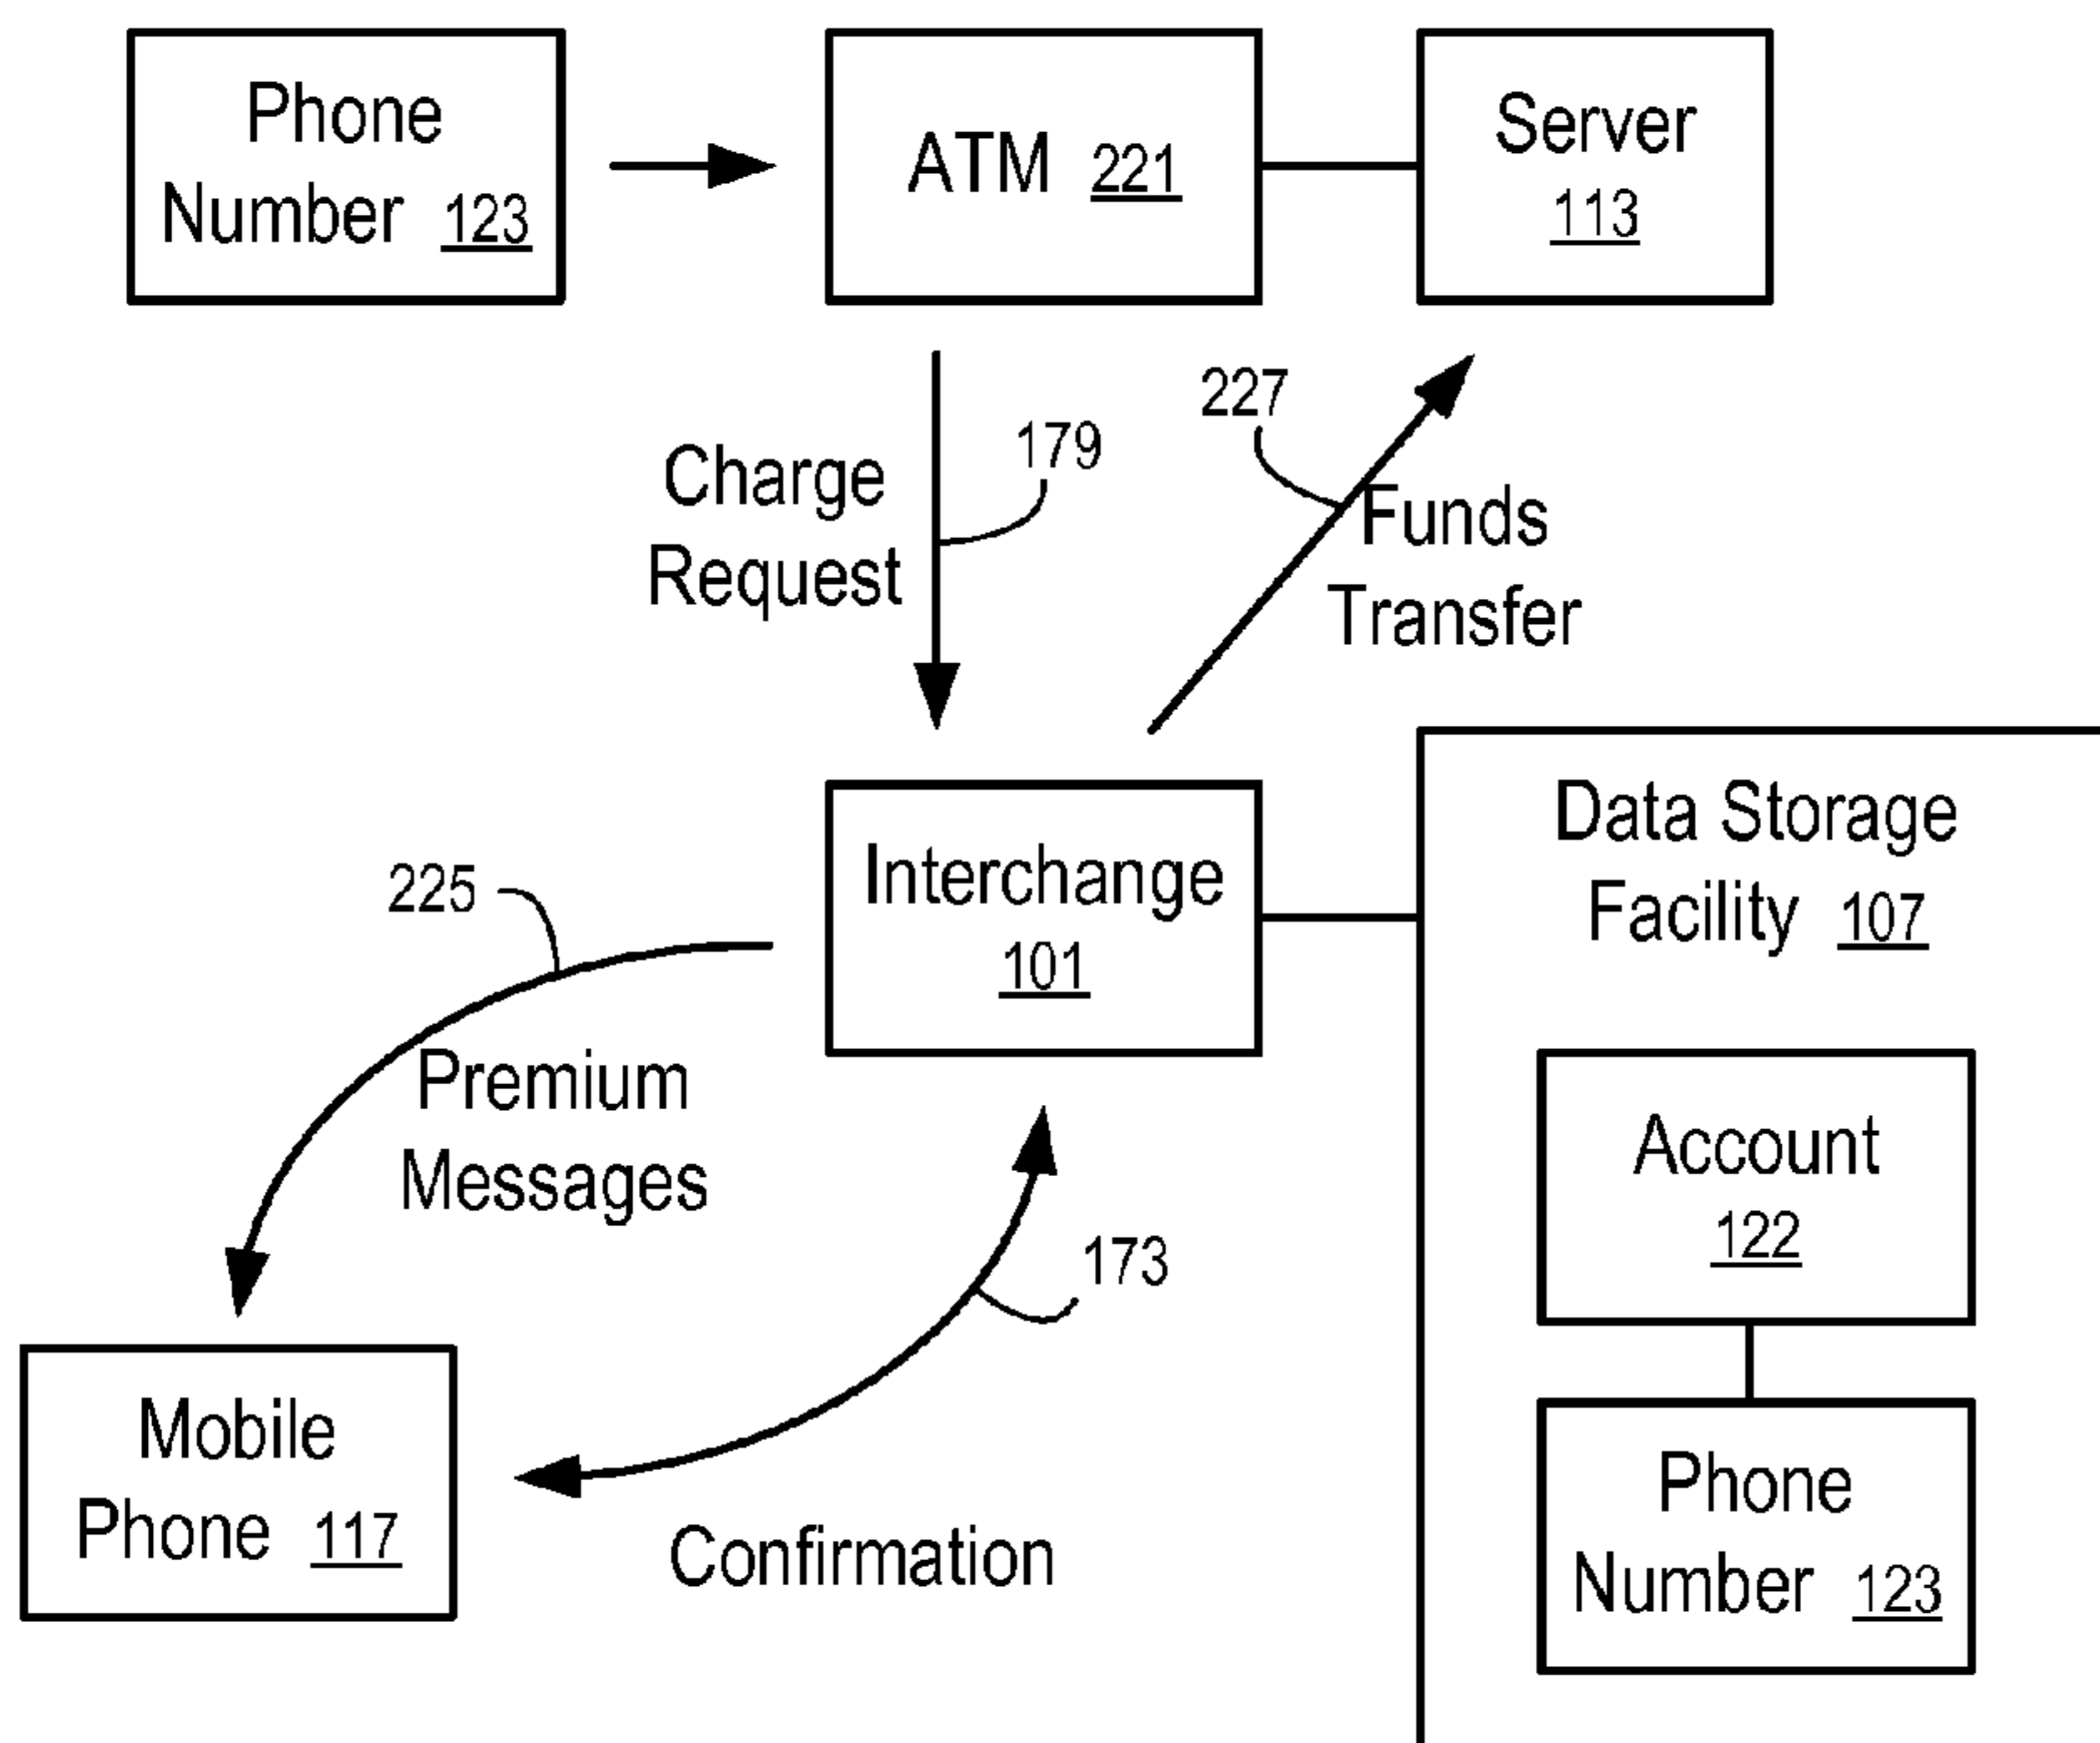 Phone
Number 123
ATM 221
Server
113
Charge
Request
179
227
Funds
Transfer
Interchange
101
Data Storage
Facility 107
225
Premium
Messages
Account
122
173
Mobile
Phone 117
Confirmation
Phone
Number 123